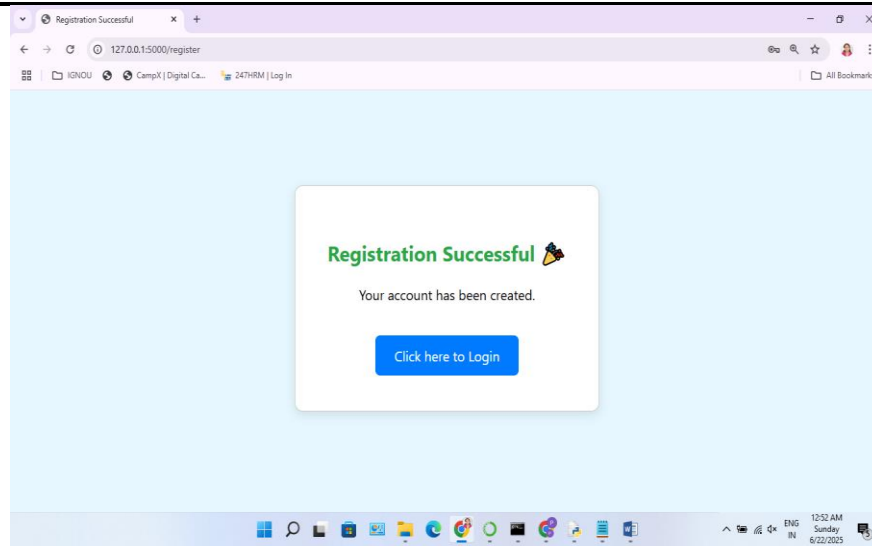 Registration Successful
127.0.0.1:5000/register
IGNOU CampX | Digital Ca... 247HRM | Log In All Bookmarks
Registration Successful
Your account has been created.
Click here to Login
ENG 12:52 AM
IN Sunday
6/22/2025